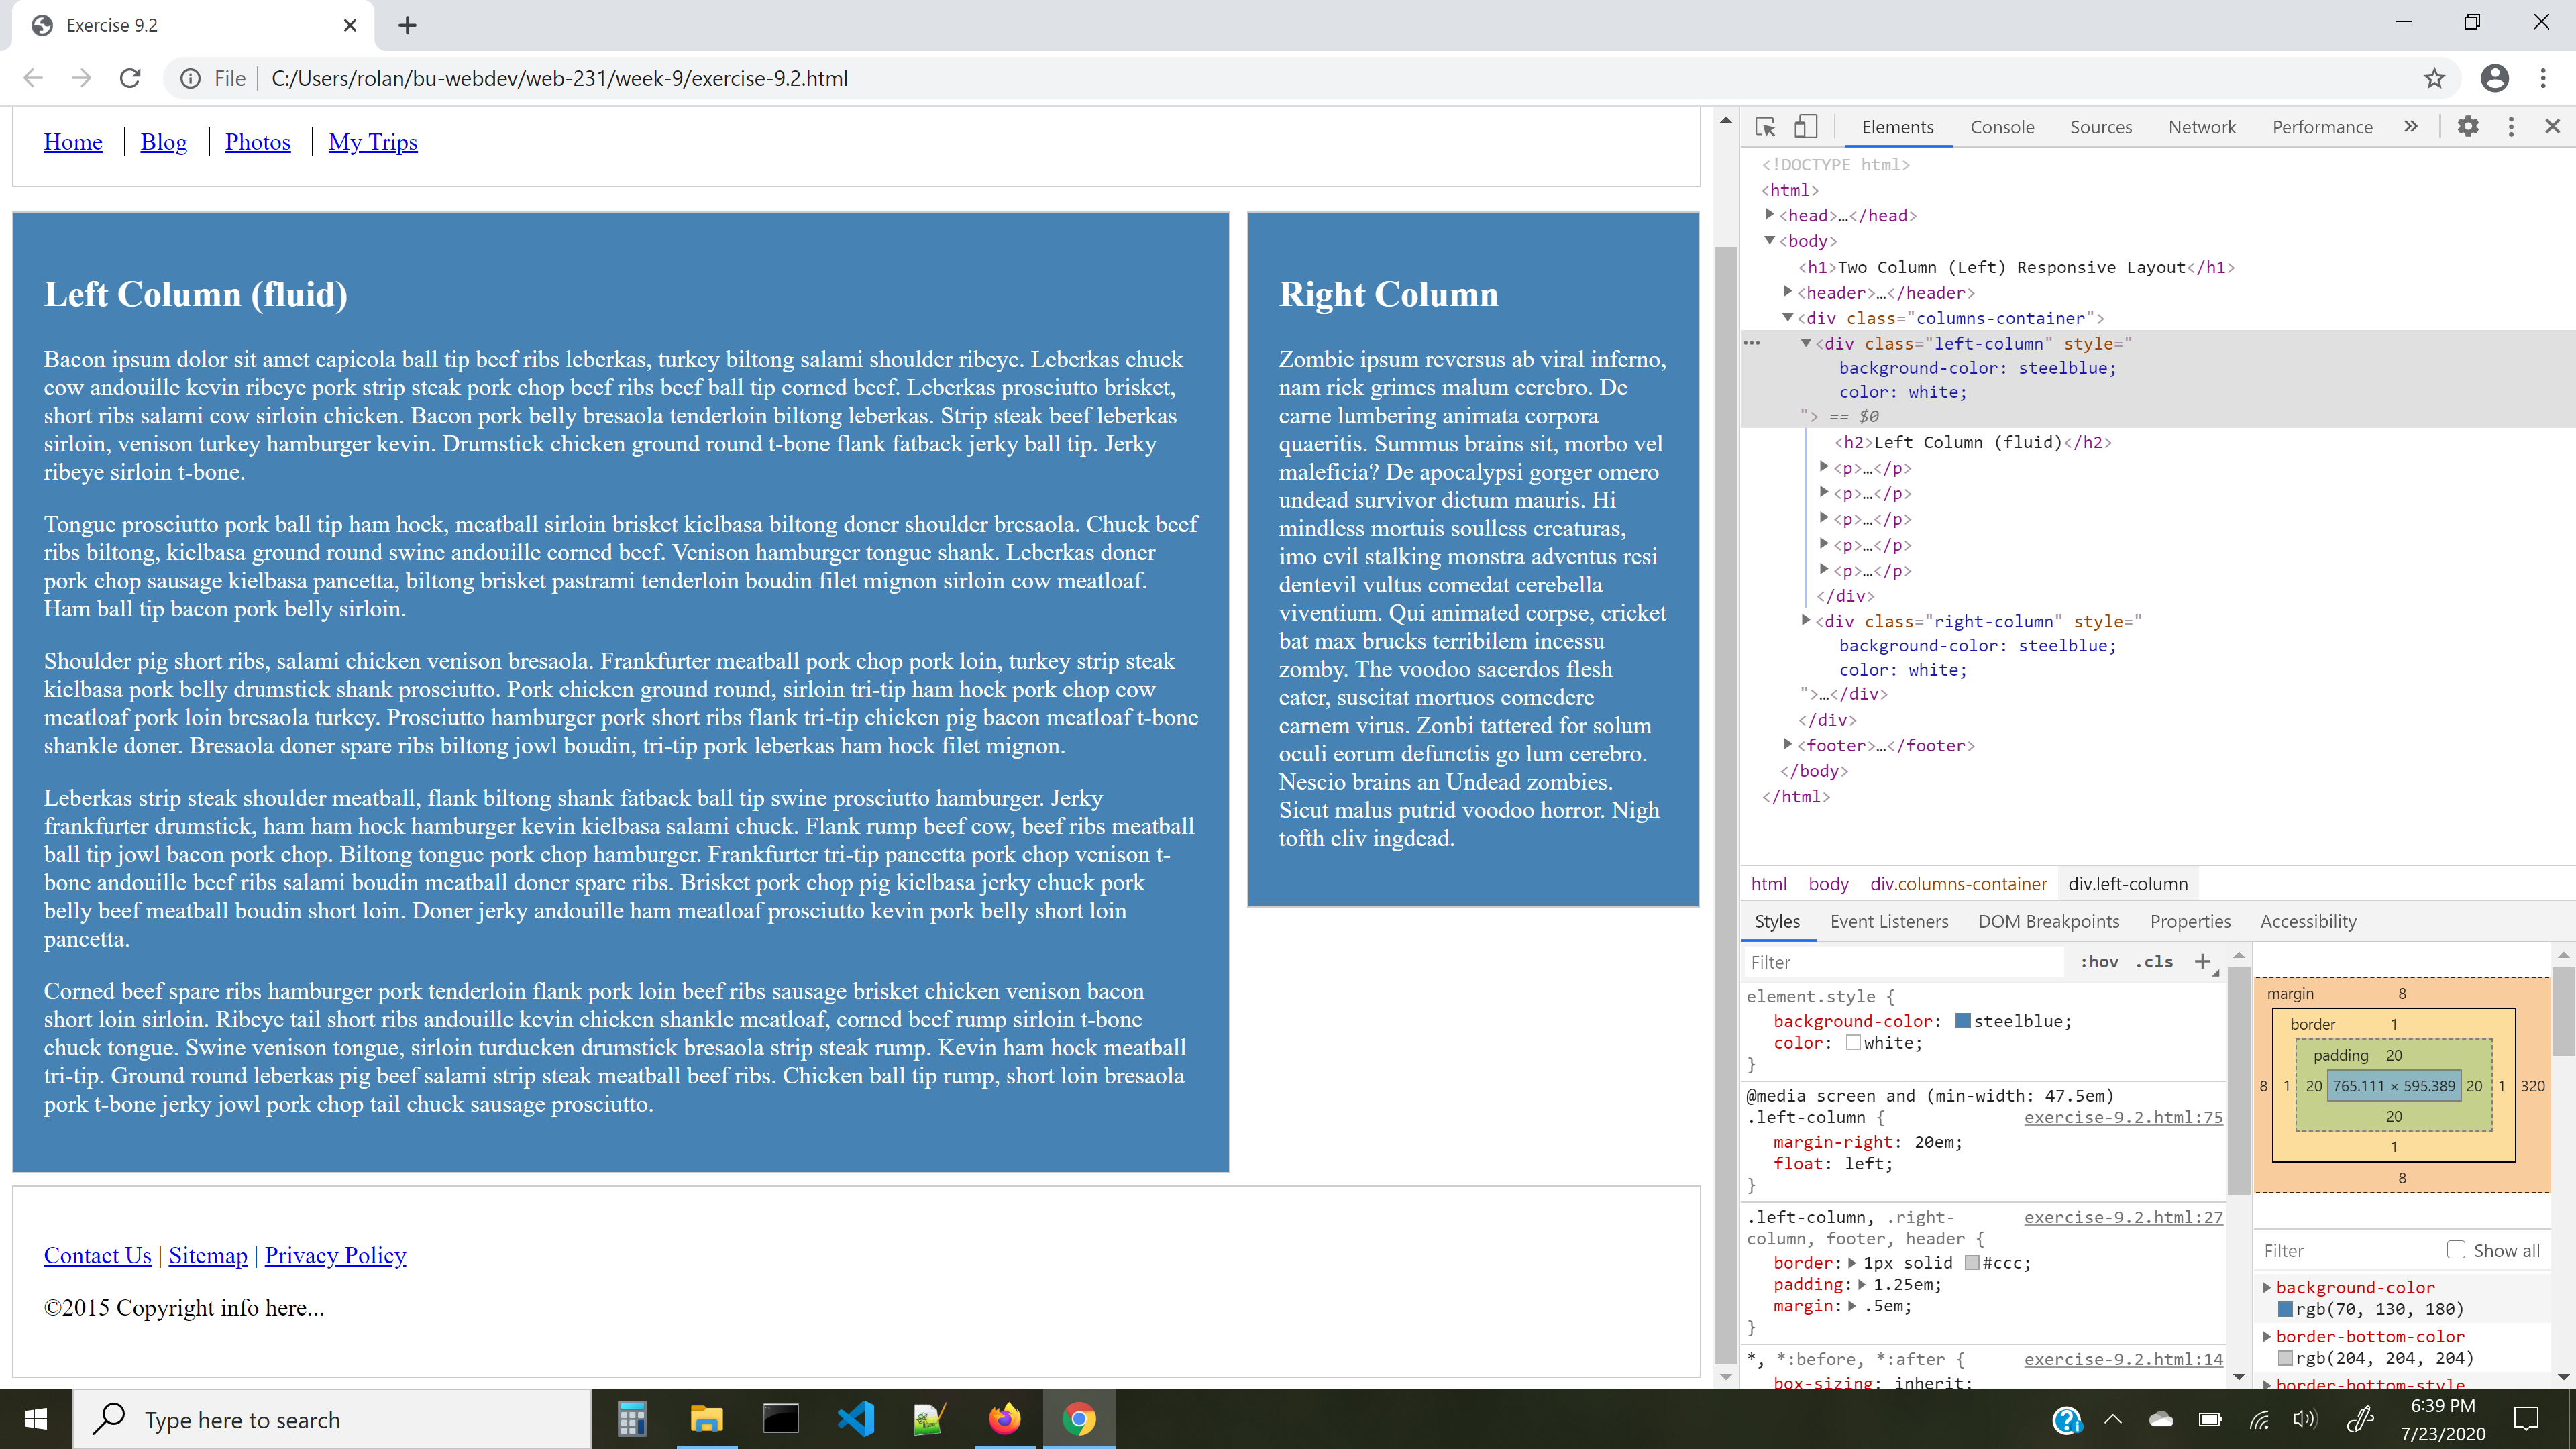 Exercise 9.2
File
C:/Users/rolan/bu-webdev/web-231/week-9/exercise-9.2.html
Home
Blog
Photos
My Trips
Left Column (fluid)
Bacon ipsum dolor sit amet capicola ball tip beef ribs leberkas, turkey biltong salami shoulder ribeye. Leberkas chuck
cow andouille kevin ribeye pork strip steak pork chop beef ribs beef ball tip corned beef. Leberkas prosciutto brisket,
short ribs salami cow sirloin chicken. Bacon pork belly bresaola tenderloin biltong leberkas. Strip steak beef leberkas
sirloin, venison turkey hamburger kevin. Drumstick chicken ground round t-bone flank fatback jerky ball tip. Jerky
ribeye sirloin t-bone.
Tongue prosciutto pork ball tip ham hock, meatball sirloin brisket kielbasa biltong doner shoulder bresaola. Chuck beef
ribs biltong, kielbasa ground round swine andouille corned beef. Venison hamburger tongue shank. Leberkas doner
pork chop sausage kielbasa pancetta, biltong brisket pastrami tenderloin boudin filet mignon sirloin cow meatloaf.
Ham ball tip bacon pork belly sirloin.
Shoulder pig short ribs, salami chicken venison bresaola. Frankfurter meatball pork chop pork loin, turkey strip steak
kielbasa pork belly drumstick shank prosciutto. Pork chicken ground round, sirloin tri-tip ham hock pork chop cow
meatloaf pork loin bresaola turkey. Prosciutto hamburger pork short ribs flank tri-tip chicken pig bacon meatloaf t-bone
shankle doner. Bresaola doner spare ribs biltong jowl boudin, tri-tip pork leberkas ham hock filet mignon.
Leberkas strip steak shoulder meatball, flank biltong shank fatback ball tip swine prosciutto hamburger. Jerky
frankfurter drumstick, ham ham hock hamburger kevin kielbasa salami chuck. Flank rump beef cow, beef ribs meatball
ball tip jowl bacon pork chop. Biltong tongue pork chop hamburger. Frankfurter tri-tip pancetta pork chop venison t-
bone andouille beef ribs salami boudin meatball doner spare ribs. Brisket pork chop pig kielbasa jerky chuck pork
belly beef meatball boudin short loin. Doner jerky andouille ham meatloaf prosciutto kevin pork belly short loin
pancetta.
Corned beef spare ribs hamburger pork tenderloin flank pork loin beef ribs sausage brisket chicken venison bacon
short loin sirloin. Ribeye tail short ribs andouille kevin chicken shankle meatloaf, corned beef rump sirloin t-bone
chuck tongue. Swine venison tongue, sirloin turducken drumstick bresaola strip steak rump. Kevin ham hock meatball
tri-tip. Ground round leberkas pig beef salami strip steak meatball beef ribs. Chicken ball tip rump, short loin bresaola
pork t-bone jerky jowl pork chop tail chuck sausage prosciutto.
Right Column
Zombie ipsum reversus ab viral inferno,
nam rick grimes malum cerebro. De
carne lumbering animata corpora
quaeritis. Summus brains sit, morbo vel
maleficia? De apocalypsi gorger omero
undead survivor dictum mauris. Hi
mindless mortuis soulless creaturas,
imo evil stalking monstra adventus resi
dentevil vultus comedat cerebella
viventium. Qui animated corpse, cricket
bat max brucks terribilem incessu
zomby. The voodoo sacerdos flesh
eater, suscitat mortuos comedere
carnem virus. Zonbi tattered for solum
oculi eorum defunctis go lum cerebro.
Nescio brains an Undead zombies.
Sicut malus putrid voodoo horror. Nigh
tofth eliv ingdead.
Contact Us | Sitemap | Privacy Policy
©2015 Copyright info here...
Elements
Console
Sources
Network
Performance
<!DOCTYPE html>
<html>
<head>…</head>
<body>
<h1>Two Column (Left) Responsive Layout</h1>
<header>…</header>
<div class="columns-container">
<div class="left-column" style="
background-color: steelblue;
color: white;
"> == $0
<h2>Left Column (fluid)</h2>
<p>…</p>
<p>…</p>
<p>…</p>
<p>…</p>
<p>…</p>
</div>
<div class="right-column" style="
background-color: steelblue;
color: white;
">…</div>
</div>
<footer>…</footer>
</body>
</html>
html body div.columns-container div.left-column
Styles Event Listeners DOM Breakpoints Properties Accessibility
Filter :hov .cls +
element.style {
background-color: steelblue;
color: white;
}
@media screen and (min-width: 47.5em)
.left-column { exercise-9.2.html:75
margin-right: 20em;
float: left;
}
.left-column, .right- exercise-9.2.html:27
column, footer, header {
border: 1px solid #ccc;
padding: 1.25em;
margin: .5em;
}
*, *:before, *:after { exercise-9.2.html:14
box-sizing: inherit;
margin 8
border 1
padding 20
8 1 20 765.111 × 595.389 20 1 320
20
1
8
Filter Show all
background-color
rgb(70, 130, 180)
border-bottom-color
rgb(204, 204, 204)
border-bottom-style
Type here to search
6:39 PM
7/23/2020